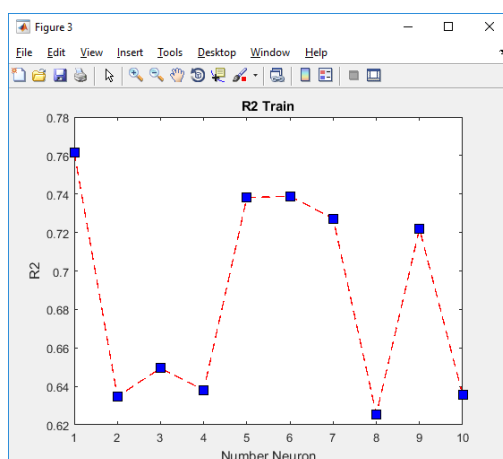 Figure 3
File Edit View Insert Tools Desktop Window Help
R2 Train
0.78
0.76
0.74
0.72
0.7
0.68
0.66
0.64
0.62
R2
1 2 3 4 5 6 7 8 9 10
Number Neuron